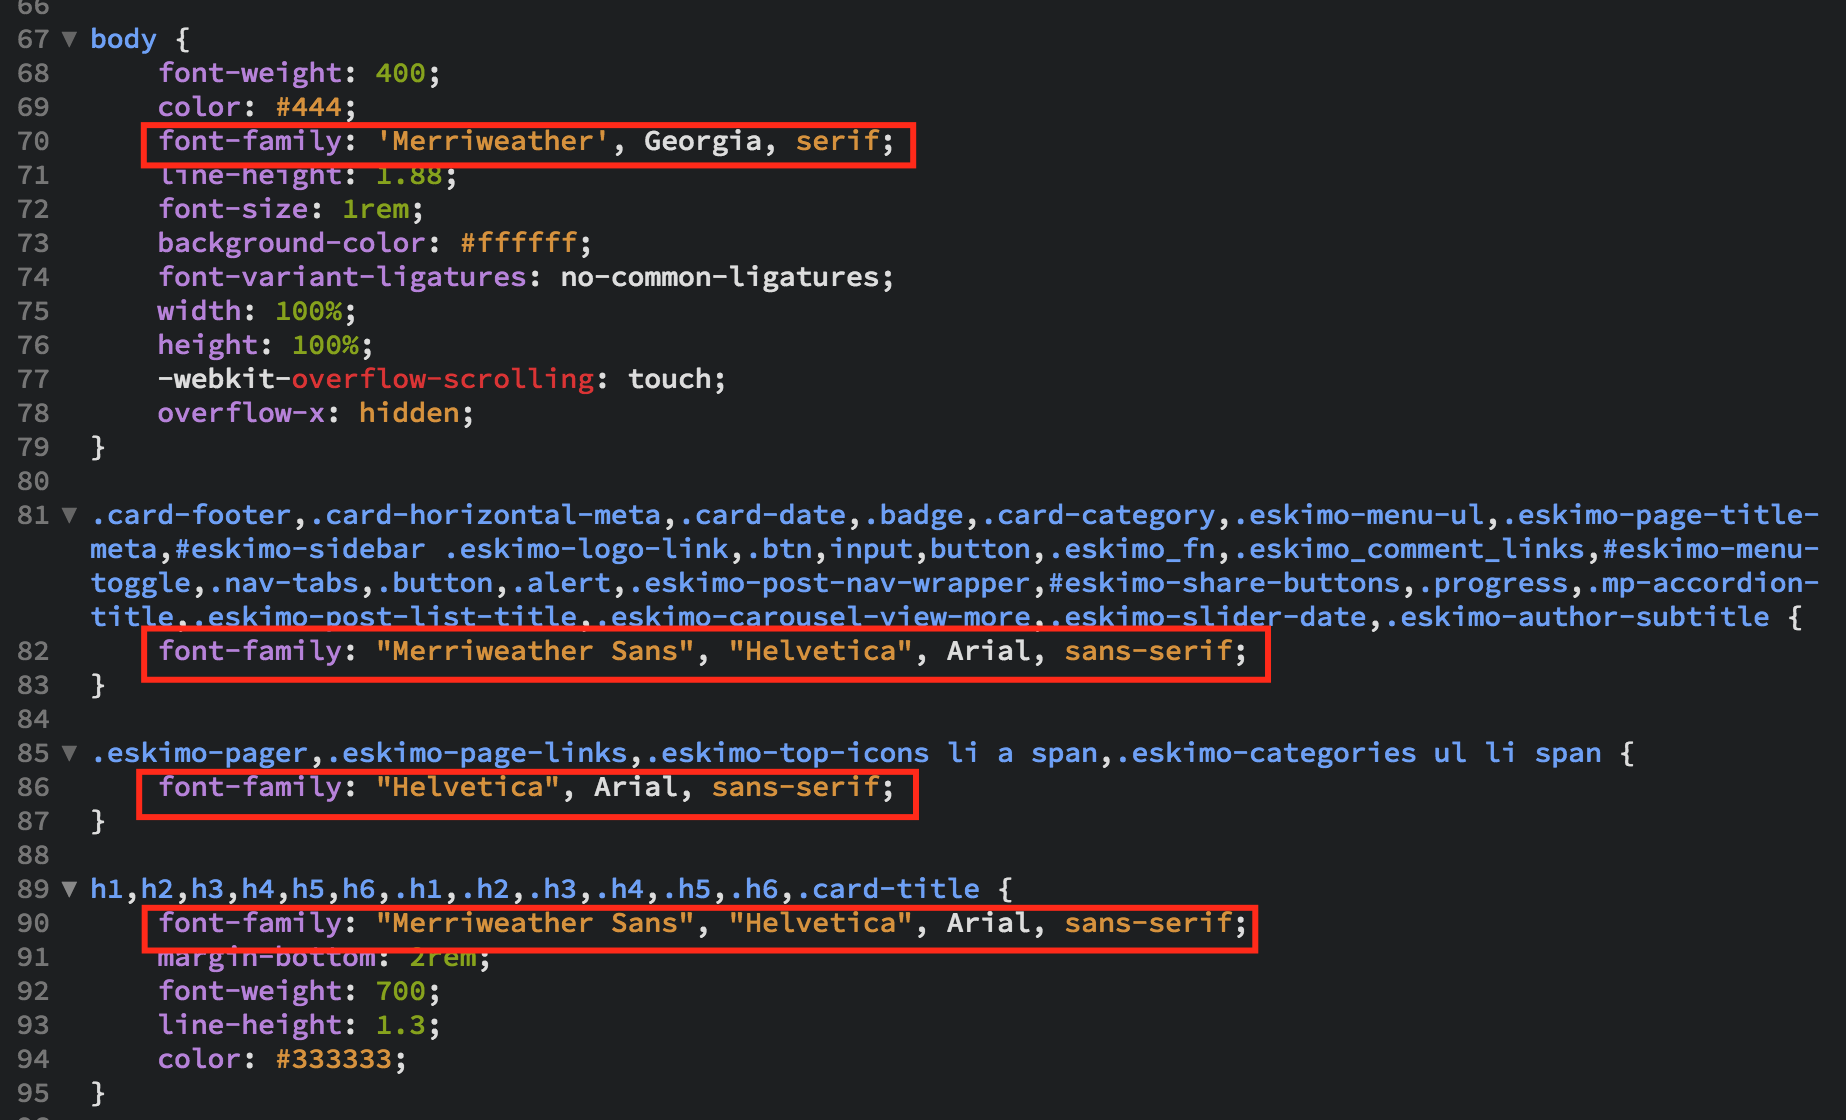 66
67 ▼ body {
68 font-weight: 400;
69 color: #444;
70 font-family: 'Merriweather', Georgia, serif;
71 line-height: 1.88;
72 font-size: 1rem;
73 background-color: #ffffff;
74 font-variant-ligatures: no-common-ligatures;
75 width: 100%;
76 height: 100%;
77 -webkit-overflow-scrolling: touch;
78 overflow-x: hidden;
79 }
80
81 ▼ .card-footer,.card-horizontal-meta,.card-date,.badge,.card-category,.eskimo-menu-ul,.eskimo-page-title-
meta,#eskimo-sidebar .eskimo-logo-link,.btn,input,button,.eskimo_fn,.eskimo_comment_links,#eskimo-menu-
toggle,.nav-tabs,.button,.alert,.eskimo-post-nav-wrapper,#eskimo-share-buttons,.progress,.mp-accordion-
title,.eskimo-post-list-title,.eskimo-carousel-view-more,.eskimo-slider-date,.eskimo-author-subtitle {
82 font-family: "Merriweather Sans", "Helvetica", Arial, sans-serif;
83 }
84
85 ▼ .eskimo-pager,.eskimo-page-links,.eskimo-top-icons li a span,.eskimo-categories ul li span {
86 font-family: "Helvetica", Arial, sans-serif;
87 }
88
89 ▼ h1,h2,h3,h4,h5,h6,.h1,.h2,.h3,.h4,.h5,.h6,.card-title {
90 font-family: "Merriweather Sans", "Helvetica", Arial, sans-serif;
91 margin-bottom: 2rem;
92 font-weight: 700;
93 line-height: 1.3;
94 color: #333333;
95 }